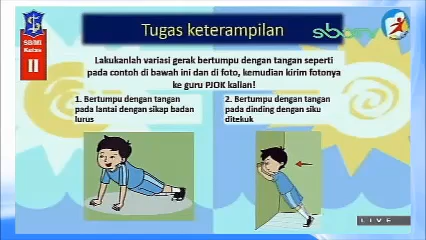 Tugas keterampilan
SBMI
Kelas
II
Lakukanlah variasi gerak bertumpu dengan tangan seperti
pada contoh di bawah ini dan di foto, kemudian kirim fotonya
ke guru PJOK kalian!
1. Bertumpu dengan tangan
pada lantai dengan sikap badan
lurus
2. Bertumpu dengan tangan
pada dinding dengan siku
ditekuk
LIVE